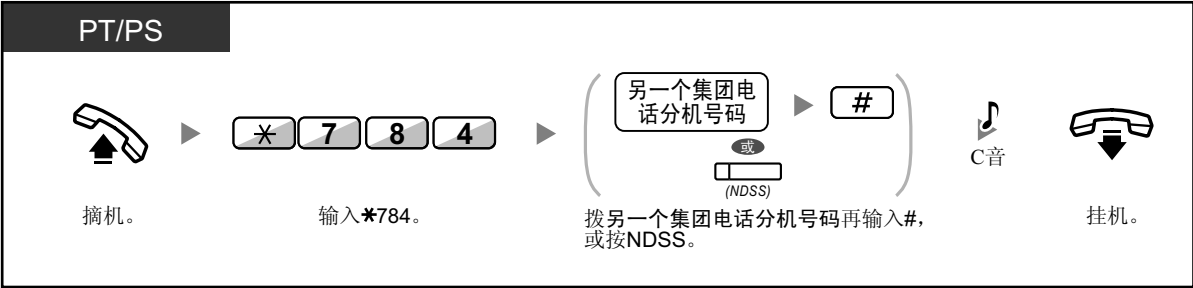 PT/PS
✳ 7 8 4
另一个集团电
话分机号码
#
或
(NDSS)
C音
摘机。
输入✳784。
拨另一个集团电话分机号码再输入#,
或按NDSS。
挂机。